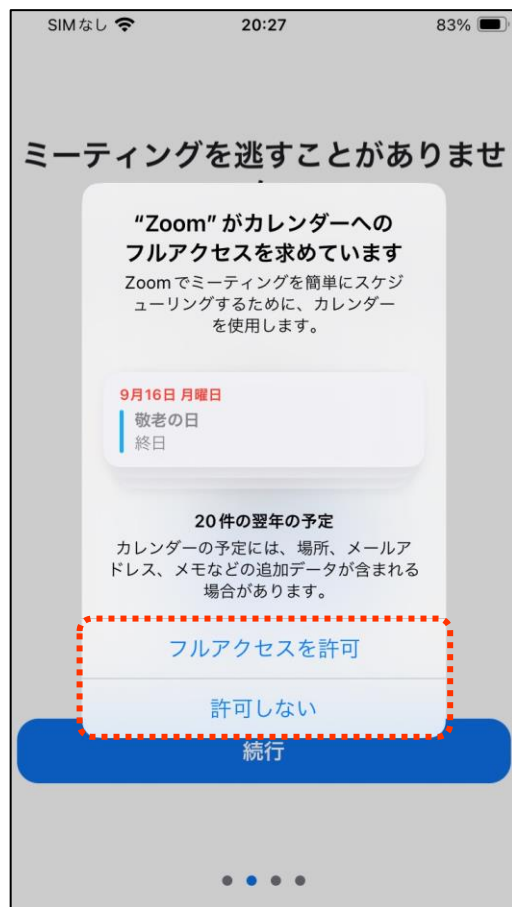 SIMなし 20:27 83%
ミーティングを逃すことがありませ
“Zoom”がカレンダーへの
フルアクセスを求めています
Zoomでミーティングを簡単にスケジ
ューリングするために、カレンダー
を使用します。
9月16日 月曜日
敬老の日
終日
20件の翌年の予定
カレンダーの予定には、場所、メールア
ドレス、メモなどの追加データが含まれる
場合があります。
フルアクセスを許可
許可しない
続行